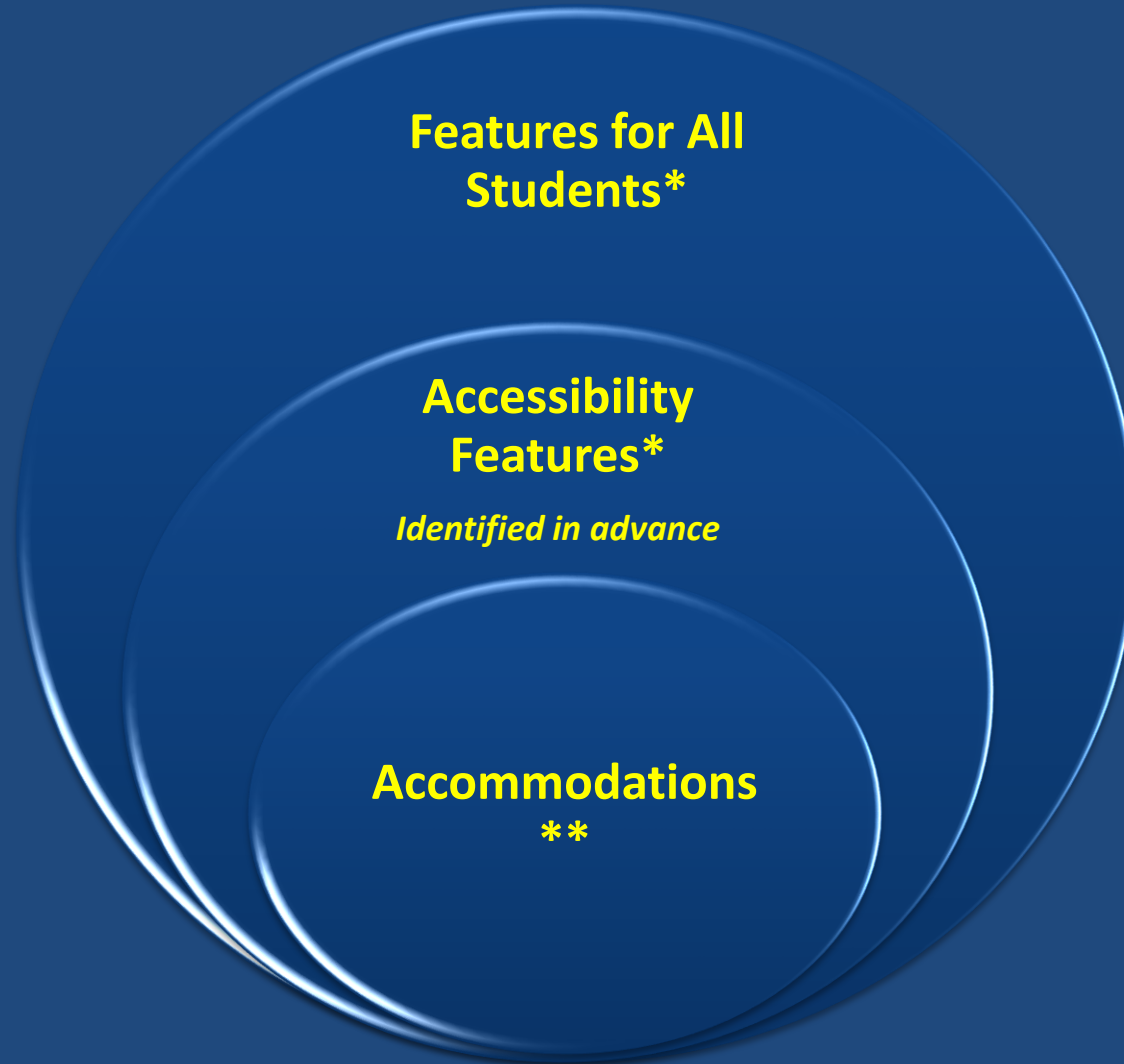 Features for All
Students*
Accessibility
Features*
Identified in advance
Accommodations
**